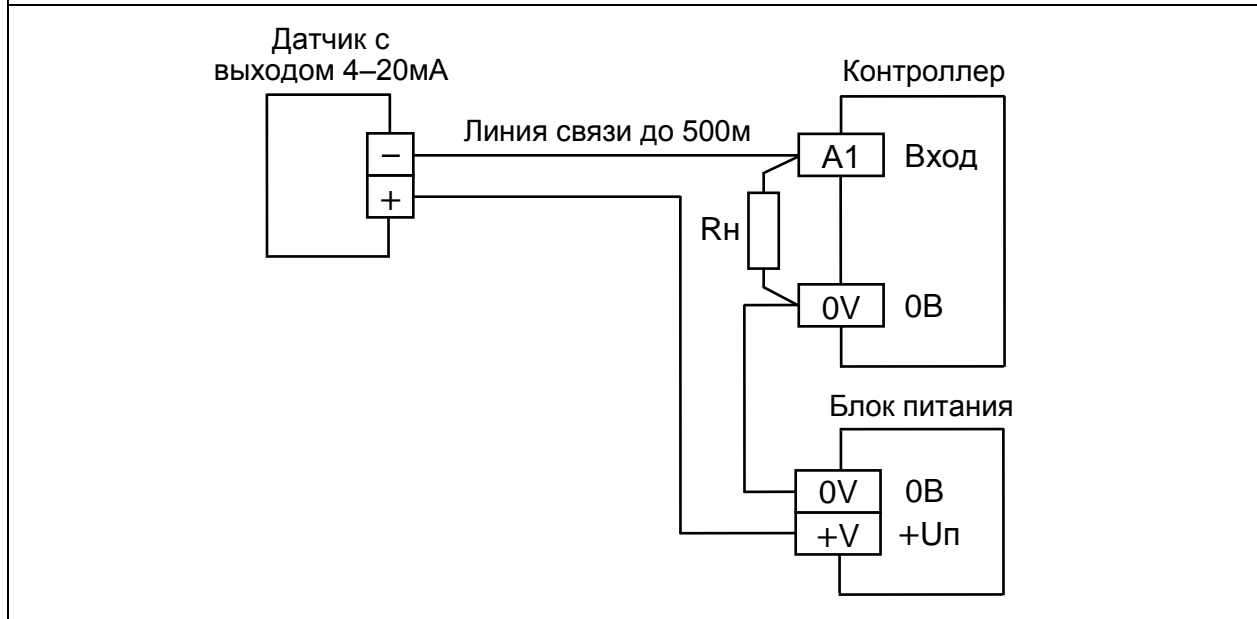 Датчик с
выходом 4–20мА
Контроллер
Линия связи до 500м
–
A1 Вход
+
Rн
0V 0В
Блок питания
0V 0В
+V +Uп